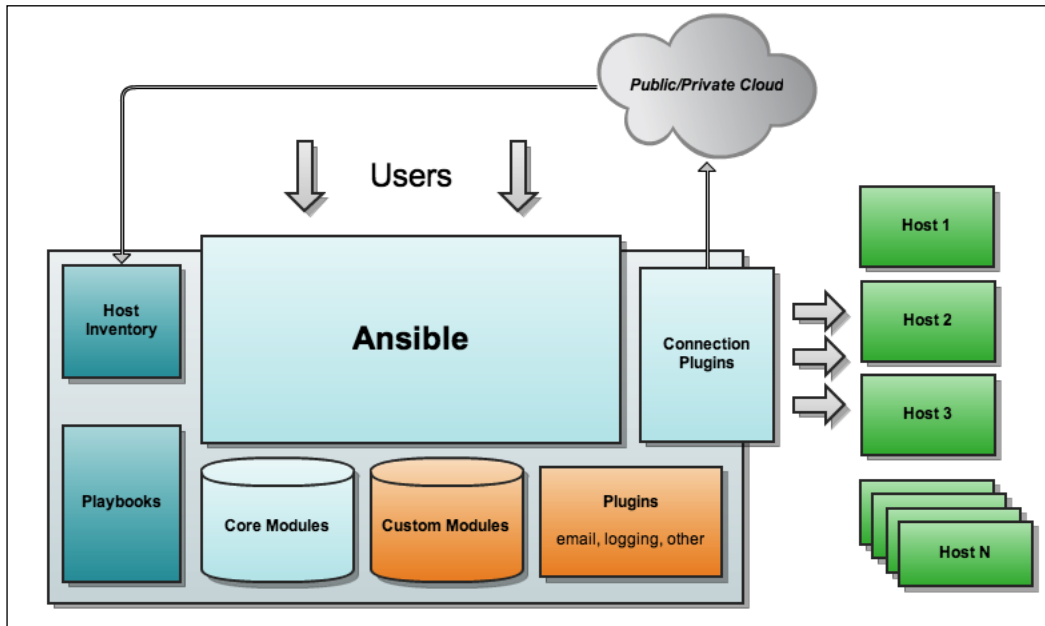 Public/Private Cloud
Users
Host 1
Host
Inventory
Ansible
Connection
Plugins
Host 2
Host 3
Playbooks
Core Modules
Custom Modules
Plugins
email, logging, other
Host N